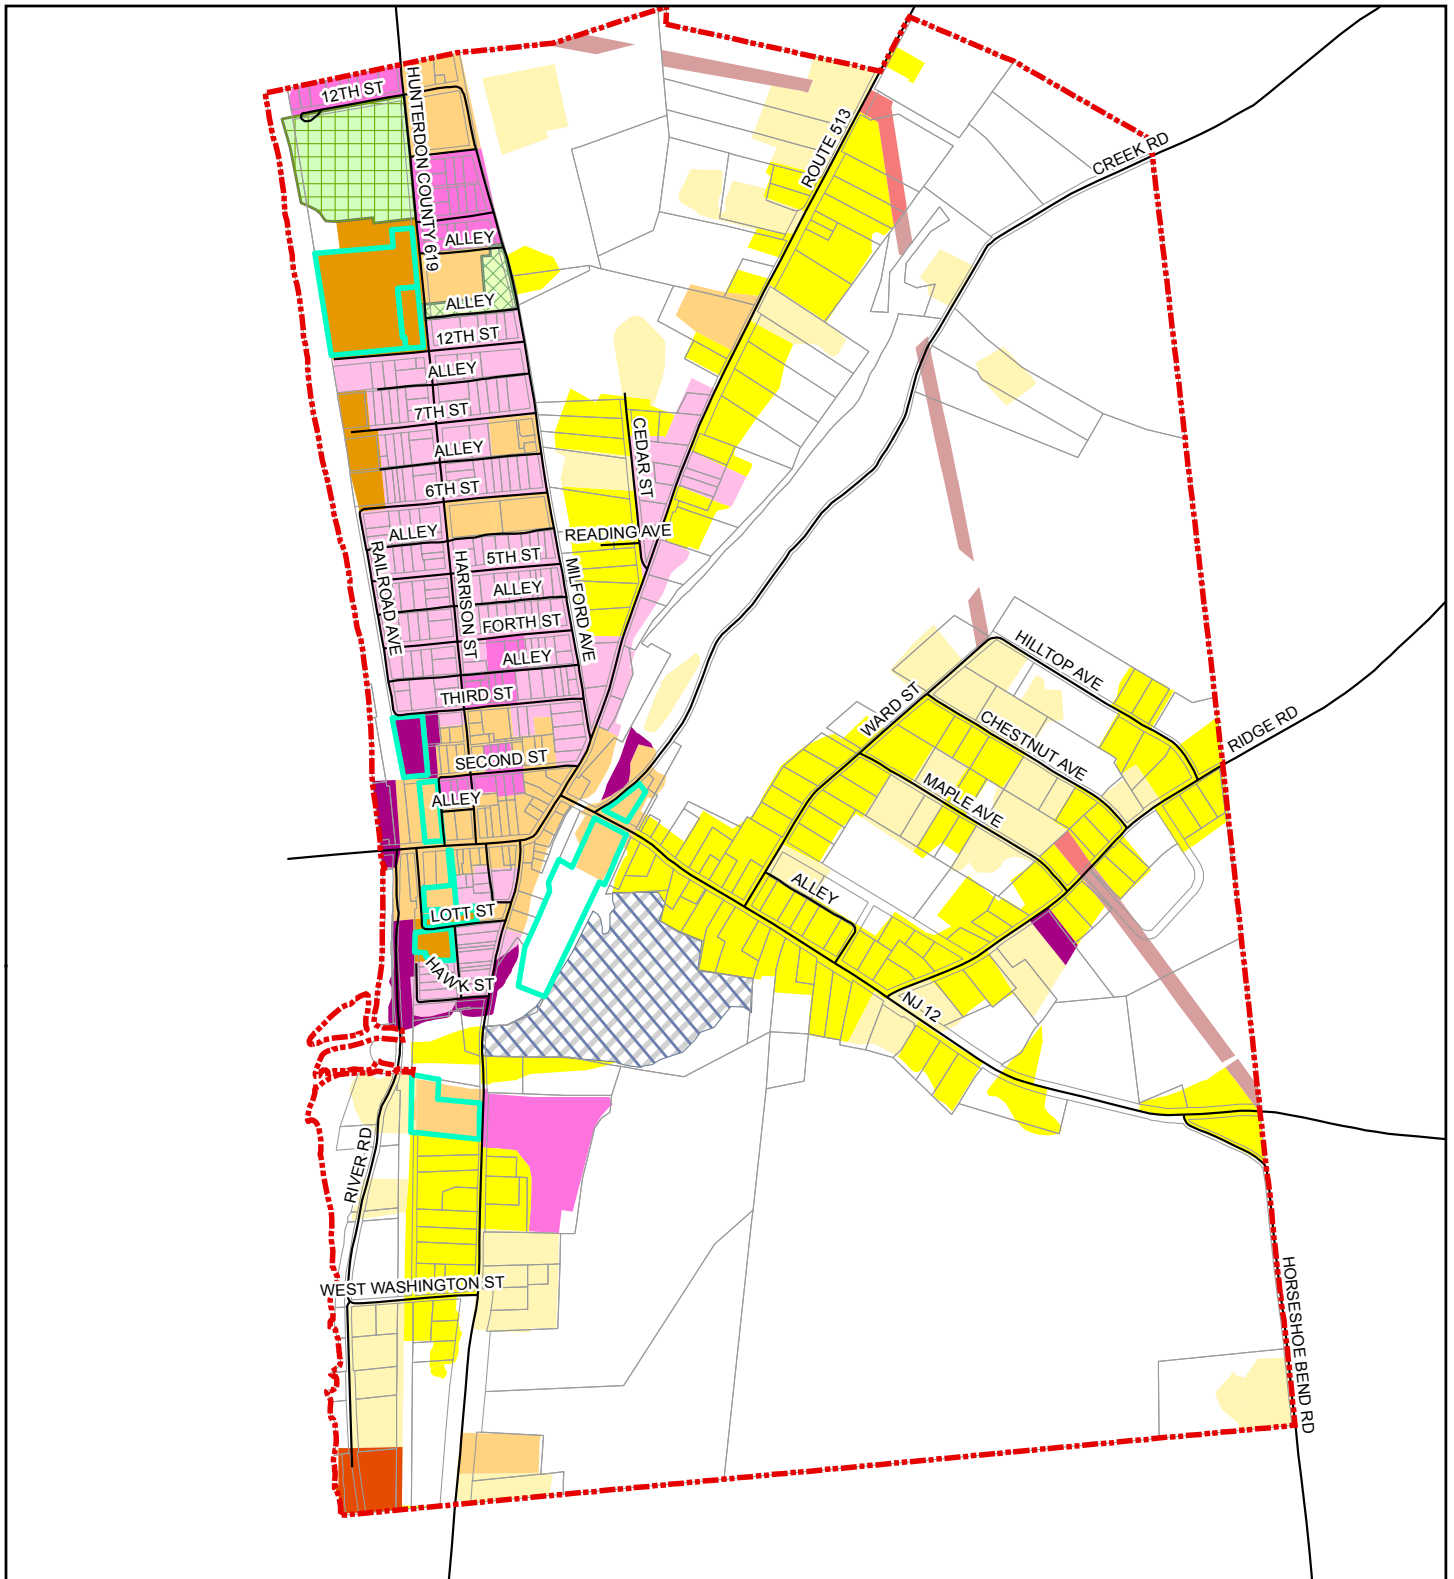 12TH ST
HUNTERDON COUNTY 619
ROUTE 513
CREEK RD
ALLEY
ALLEY
12TH ST
ALLEY
7TH ST
ALLEY
CEDAR ST
6TH ST
ALLEY
READING AVE
RAILROAD AVE
HARRISON ST
5TH ST
MILFORD AVE
ALLEY
FORTH ST
ALLEY
THIRD ST
HILLTOP AVE
WARD ST
CHESTNUT AVE
RIDGE RD
SECOND ST
MAPLE AVE
ALLEY
ALLEY
LOTT ST
HAWK ST
NJ 12
RIVER RD
WEST WASHINGTON ST
HORSESHOE BEND RD